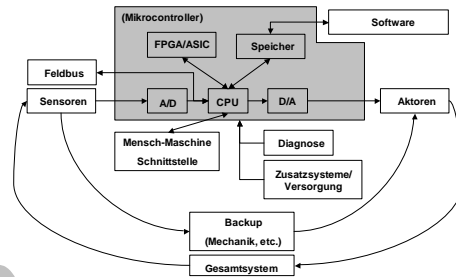 (Mikrocontroller)
Software
FPGA/ASIC
Speicher
Feldbus
Sensoren
A/D
CPU
D/A
Aktoren
Mensch-Maschine
Schnittstelle
Diagnose
Zusatzsysteme/
Versorgung
Backup
(Mechanik, etc.)
Gesamtsystem